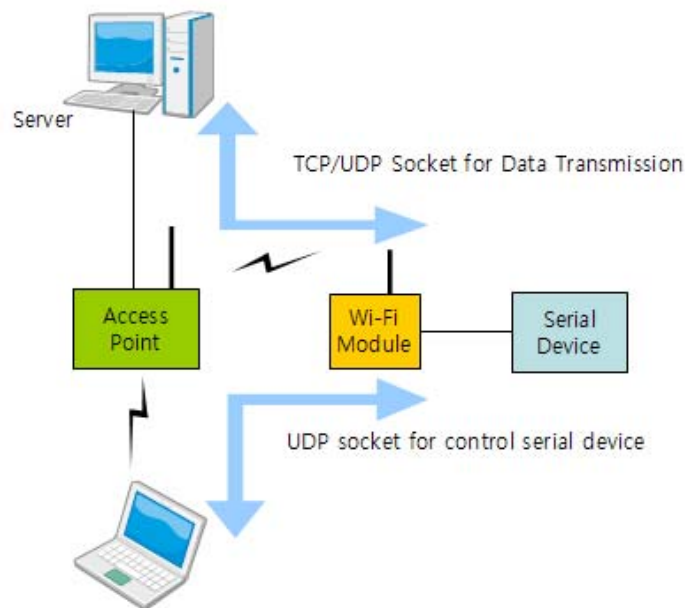 Server
TCP/UDP Socket for Data Transmission
Access
Point
Wi-Fi
Module
Serial
Device
UDP socket for control serial device